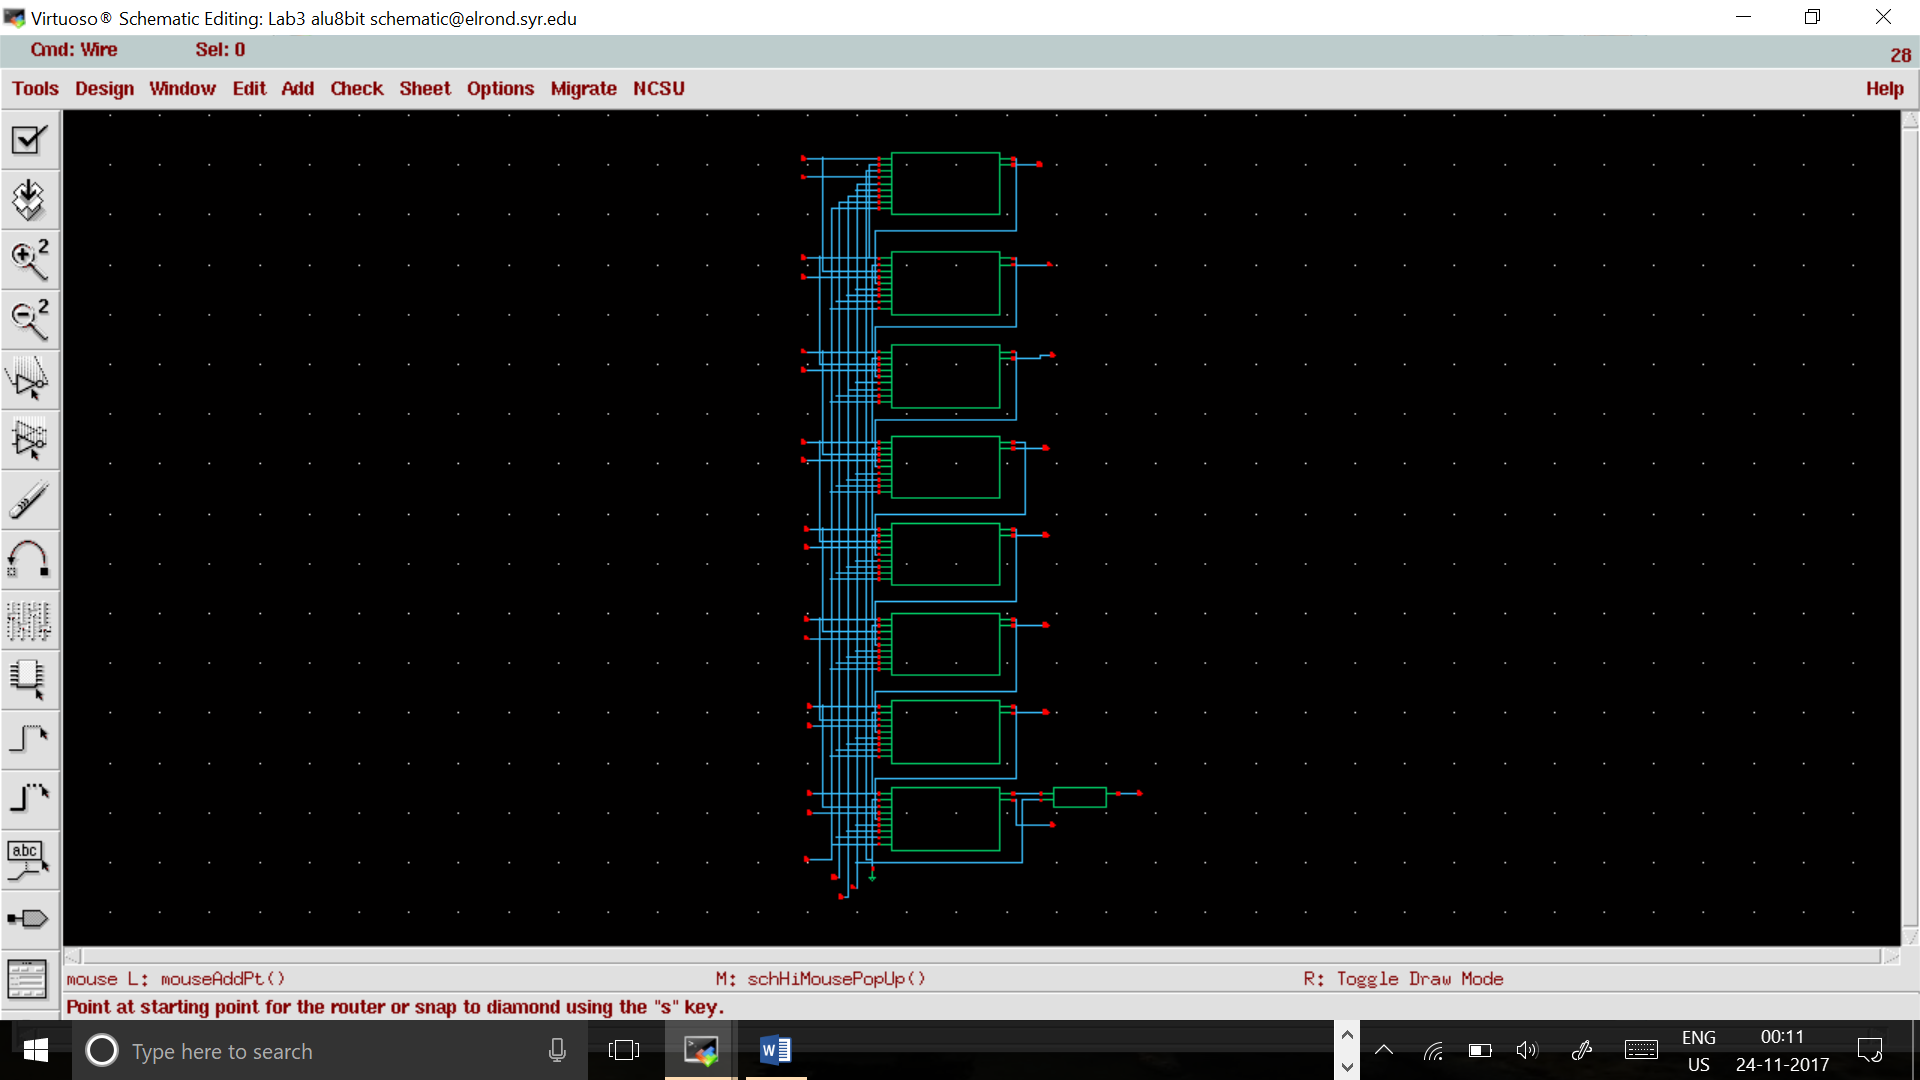 Virtuoso® Schematic Editing: Lab3 alu8bit schematic@elrond.syr.edu
Cmd: Wire Sel: 0 28
Tools Design Window Edit Add Check Sheet Options Migrate NCSU Help
2
2
abc
mouse L: mouseAddPt() M: schHiMousePopUp() R: Toggle Draw Mode
Point at starting point for the router or snap to diamond using the "s" key.
Type here to search
ENG
US
00:11
24-11-2017